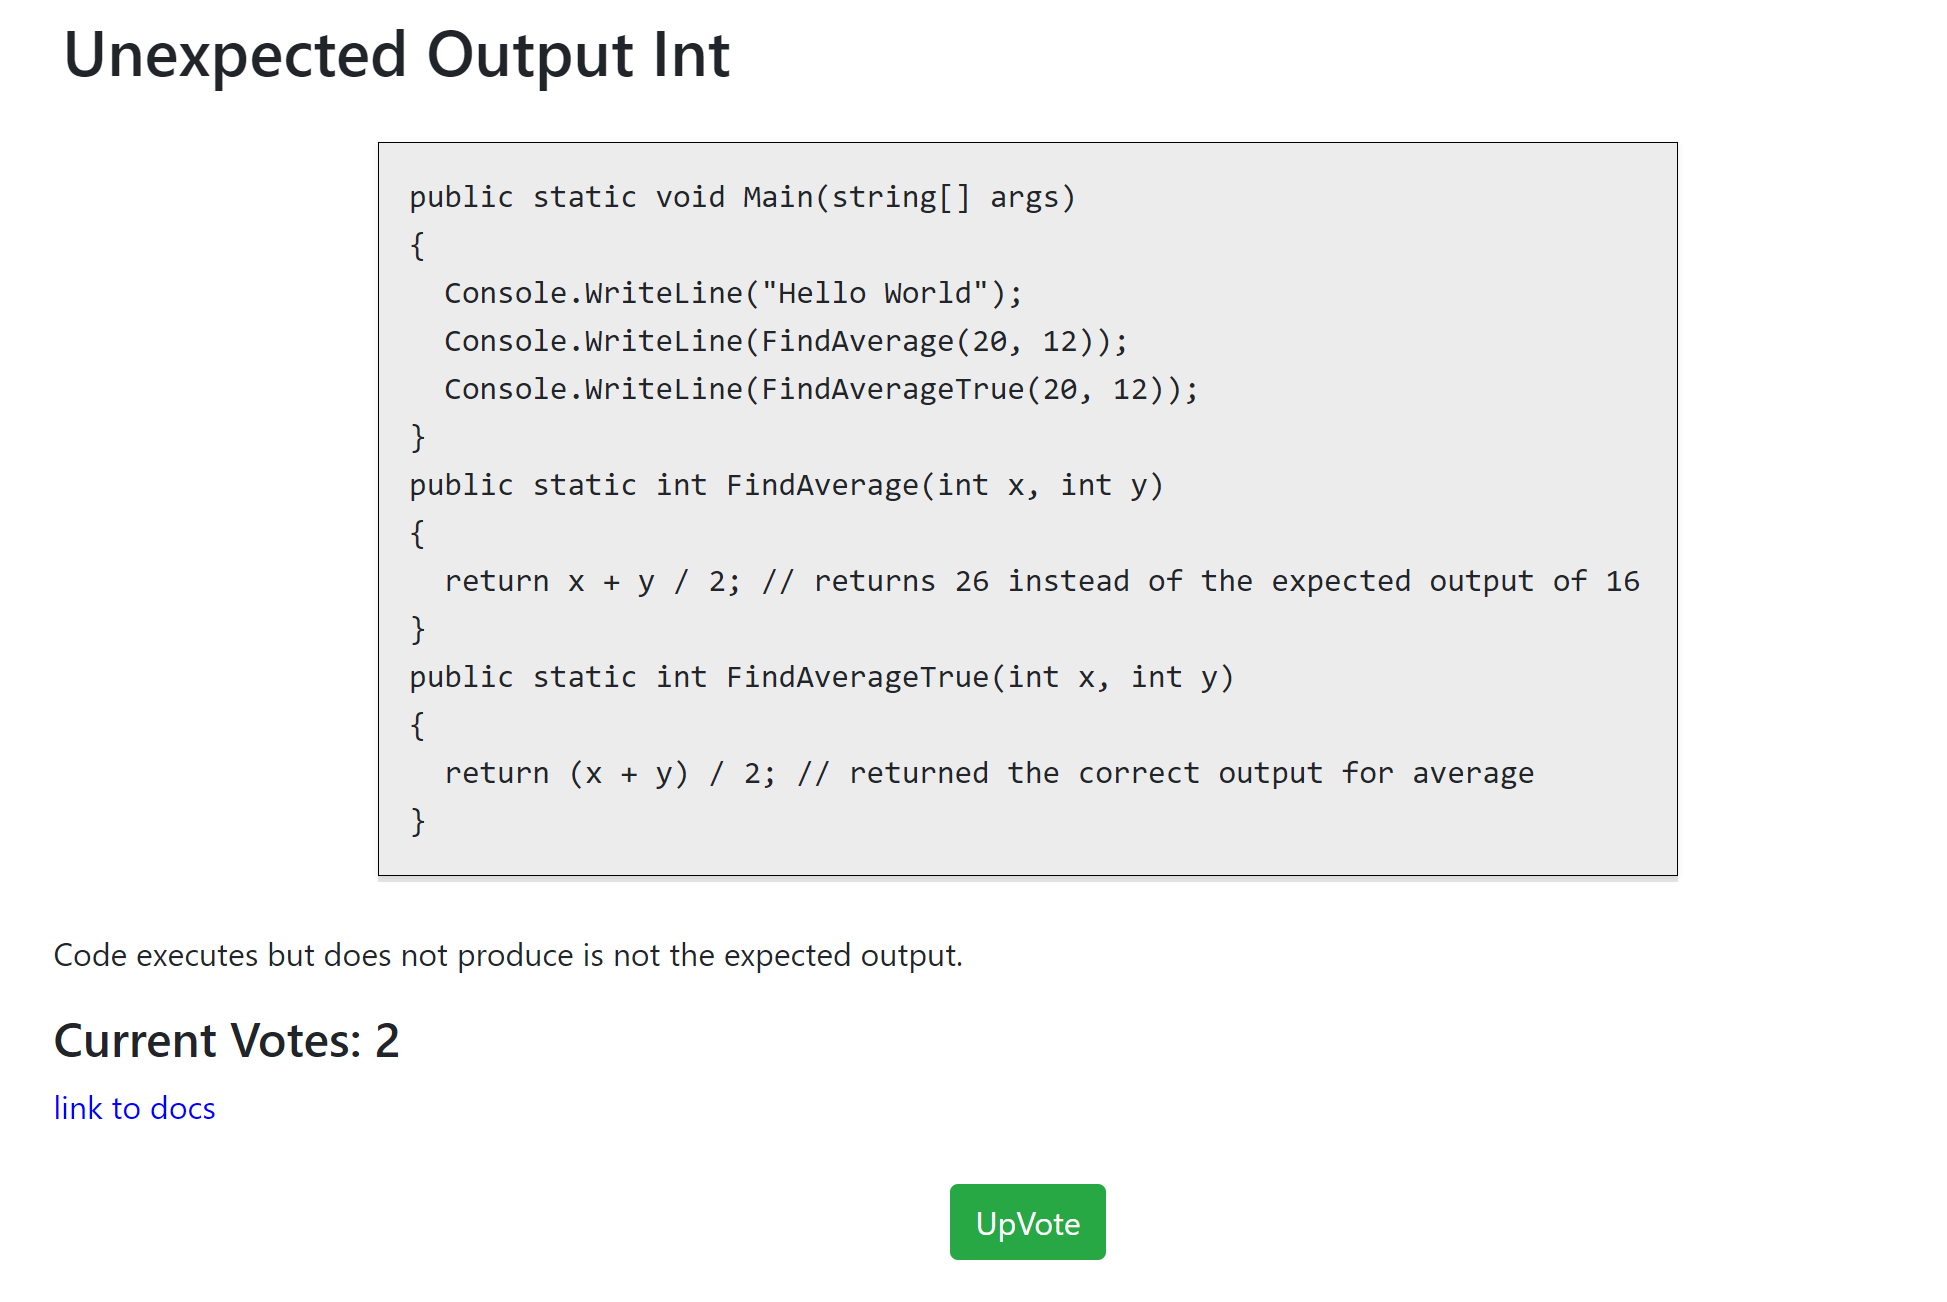 Unexpected Output Int
public static void Main(string[] args)
{
  Console.WriteLine("Hello World");
  Console.WriteLine(FindAverage(20, 12));
  Console.WriteLine(FindAverageTrue(20, 12));
}
public static int FindAverage(int x, int y)
{
  return x + y / 2; // returns 26 instead of the expected output of 16
}
public static int FindAverageTrue(int x, int y)
{
  return (x + y) / 2; // returned the correct output for average
}
Code executes but does not produce is not the expected output.
Current Votes: 2
link to docs
UpVote